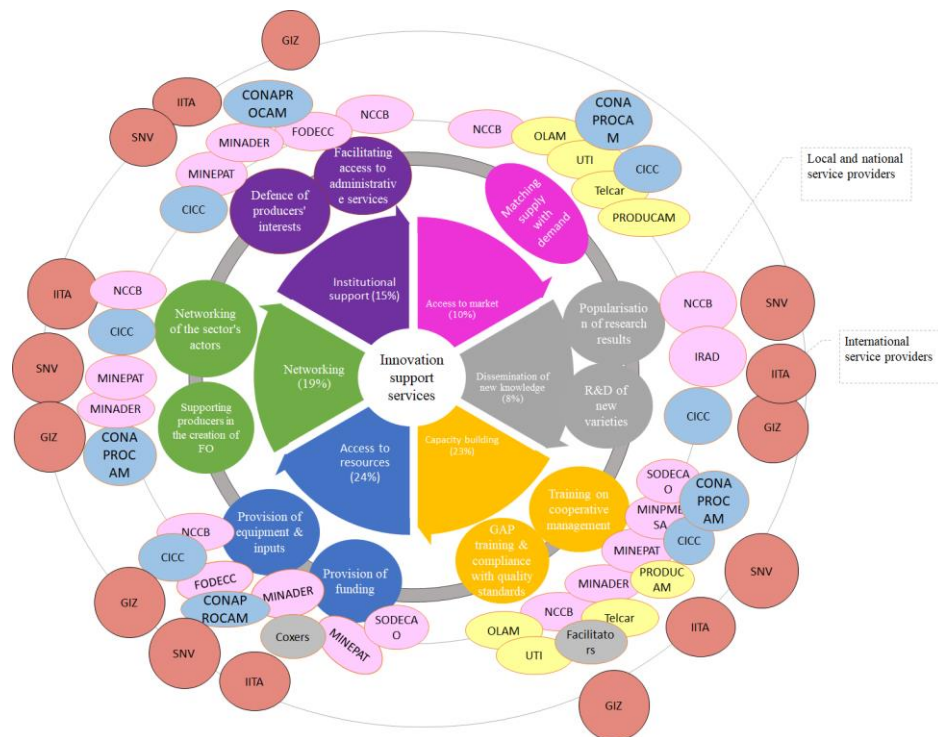 GIZ
IITA
SNV
CONAPR
OCAM
FODECC
NCCB
MINADER
MINEPAT
CICC
NCCB
OLAM
CONA
PROCA
M
UTI
CICC
Telcar
PRODUCAM
Local and national
service providers
Facilitating
access to
administrativ
e services
Defence of
producers'
interests
Matching
supply
with
demand
Institutional
support (15%)
Access to market
(10%)
IITA
NCCB
CICC
SNV
MINEPAT
MINADER
GIZ
CONA
PROC
AM
Networking
of the sector's
actors
Supporting
producers in
the creation of
FO
Networking
(19%)
Innovation
support
services
Dissemination of
new knowledge
(8%)
Popularisatio
n of research
results
R&D of
new
varieties
NCCB
IRAD
CICC
SNV
IITA
GIZ
International
service providers
Access to
resources
(24%)
Capacity building
(23%)
Provision of
equipment &
inputs
Provision of
funding
GAP
training &
compliance
with quality
standards
Training on
cooperative
management
NCCB
CICC
FODECC
CONAP
ROCAM
MINADER
Coxers
MINEPAT
SODECA
O
GIZ
SNV
IITA
SODECA
O
CONA
PROC
AM
MINPME
SA
CICC
MINEPAT
PRODUC
AM
MINADER
NCCB
Telcar
OLAM
UTI
Facilitato
rs
SNV
IITA
GIZ